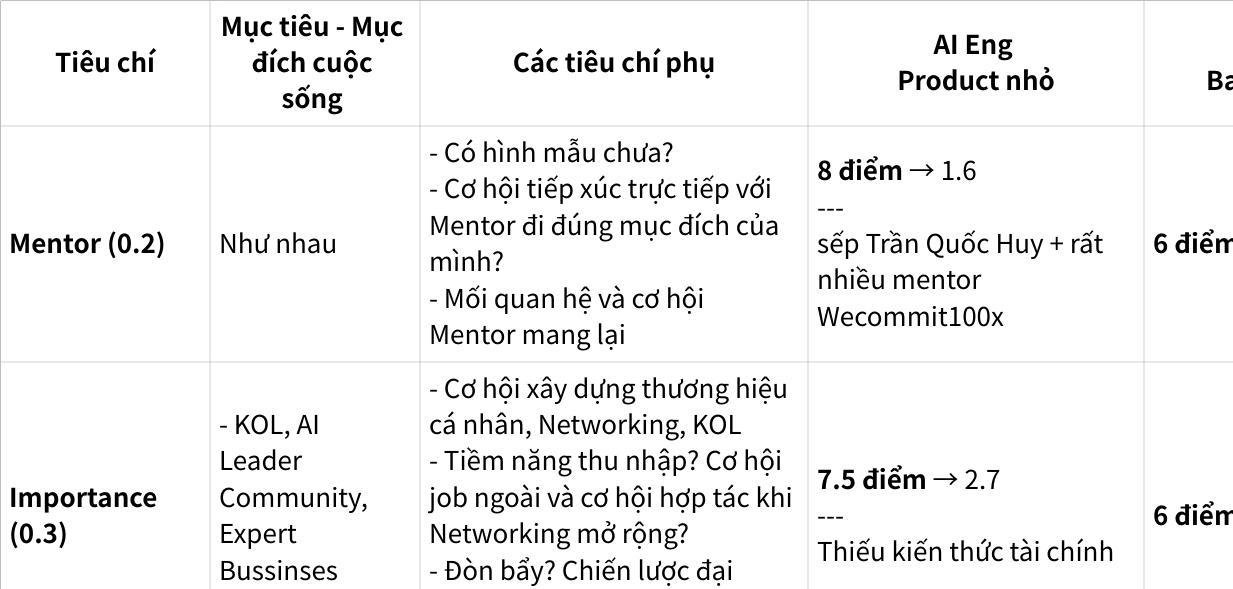 Tiêu chí
Mục tiêu - Mục
đích cuộc
sống
Các tiêu chí phụ
AI Eng
Product nhỏ
Ba
Mentor (0.2)
Như nhau
- Có hình mẫu chưa?
- Cơ hội tiếp xúc trực tiếp với
Mentor đi đúng mục đích của
mình?
- Mối quan hệ và cơ hội
Mentor mang lại
8 điểm → 1.6
---
sếp Trần Quốc Huy + rất
nhiều mentor
Wecommit100x
6 điểm
Importance
(0.3)
- KOL, AI
Leader
Community,
Expert
Bussinses
- Cơ hội xây dựng thương hiệu
cá nhân, Networking, KOL
- Tiềm năng thu nhập? Cơ hội
job ngoài và cơ hội hợp tác khi
Networking mở rộng?
- Đòn bẩy? Chiến lược đại
7.5 điểm → 2.7
---
Thiếu kiến thức tài chính
6 điểm